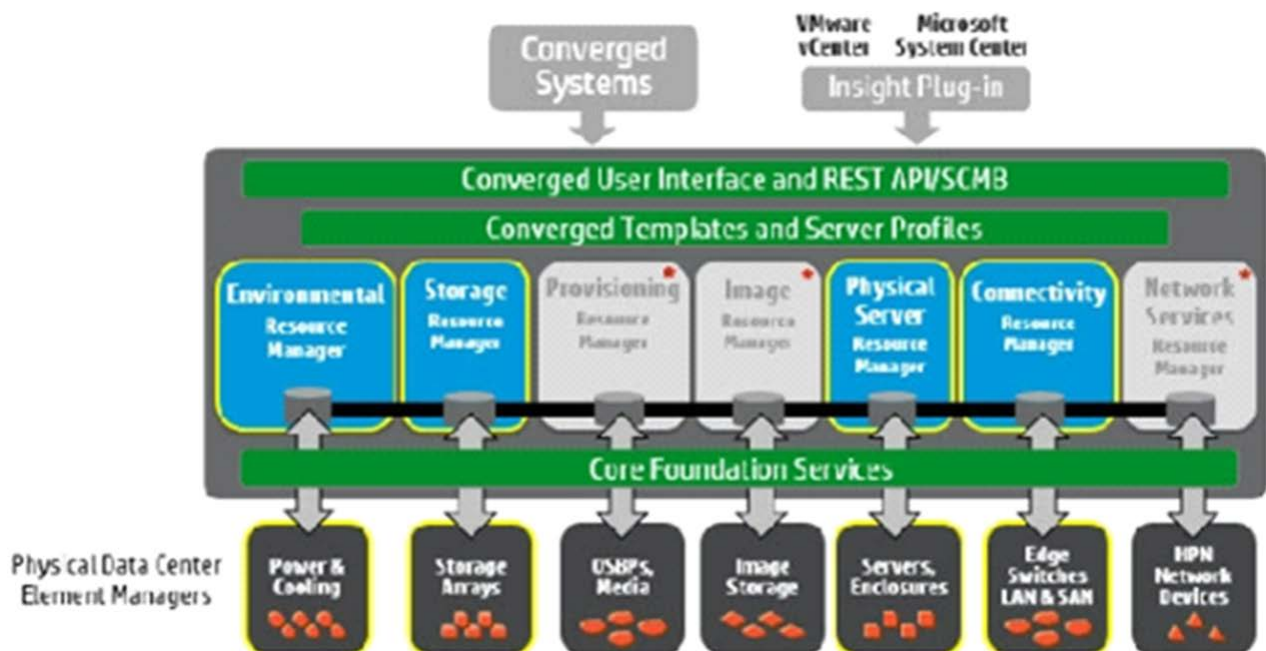 VMware
vCenter
Microsoft
System Center
Converged
Systems
Insight Plug-in
Converged User Interface and REST API/SCMB
Converged Templates and Server Profiles
Environmental
Resource
Manager
Storage
Resource
Manager
Provisioning
Resource
Manager
Image
Resource
Manager
Physical
Server
Resource
Manager
Connectivity
Resource
Manager
Network
Services
Resource
Manager
Core Foundation Services
Physical Data Center
Element Managers
Power &
Cooling
Storage
Arrays
OSBPs,
Media
Image
Storage
Servers,
Enclosures
Edge
Switches
LAN & SAN
HPN
Network
Devices